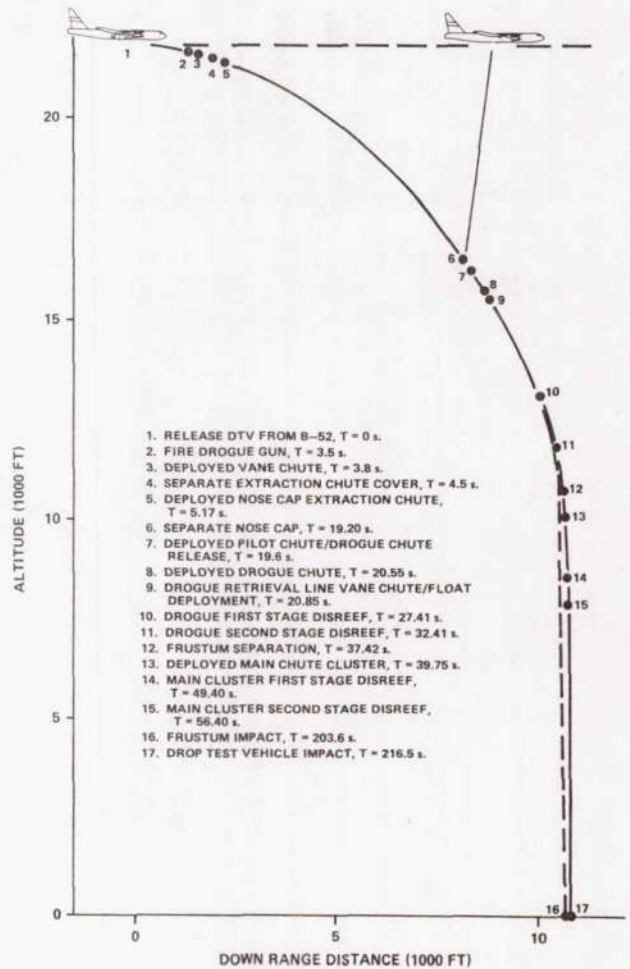 1
2
3
4
5
20
6
7
8
9
15
10
1. RELEASE DTV FROM B-52, T = 0 s.
2. FIRE DROGUE GUN, T = 3.5 s.
3. DEPLOYED VANE CHUTE, T = 3.8 s.
4. SEPARATE EXTRACTION CHUTE COVER, T = 4.5 s.
5. DEPLOYED NOSE CAP EXTRACTION CHUTE,
T = 5.17 s.
6. SEPARATE NOSE CAP, T = 19.20 s.
7. DEPLOYED PILOT CHUTE/DROGUE CHUTE
RELEASE, T = 19.6 s.
8. DEPLOYED DROGUE CHUTE, T = 20.55 s.
9. DROGUE RETRIEVAL LINE VANE CHUTE/FLOAT
DEPLOYMENT, T = 20.85 s.
10. DROGUE FIRST STAGE DISREEF, T = 27.41 s.
11. DROGUE SECOND STAGE DISREEF, T = 32.41 s.
12. FRUSTUM SEPARATION, T = 37.42 s.
13. DEPLOYED MAIN CHUTE CLUSTER, T = 39.75 s.
14. MAIN CLUSTER FIRST STAGE DISREEF,
T = 49.40 s.
15. MAIN CLUSTER SECOND STAGE DISREEF,
T = 56.40 s.
16. FRUSTUM IMPACT, T = 203.6 s.
17. DROP TEST VEHICLE IMPACT, T = 216.5 s.
11
12
10
13
14
15
ALTITUDE (1000 FT)
5
0
16
17
0
5
10
DOWN RANGE DISTANCE (1000 FT)